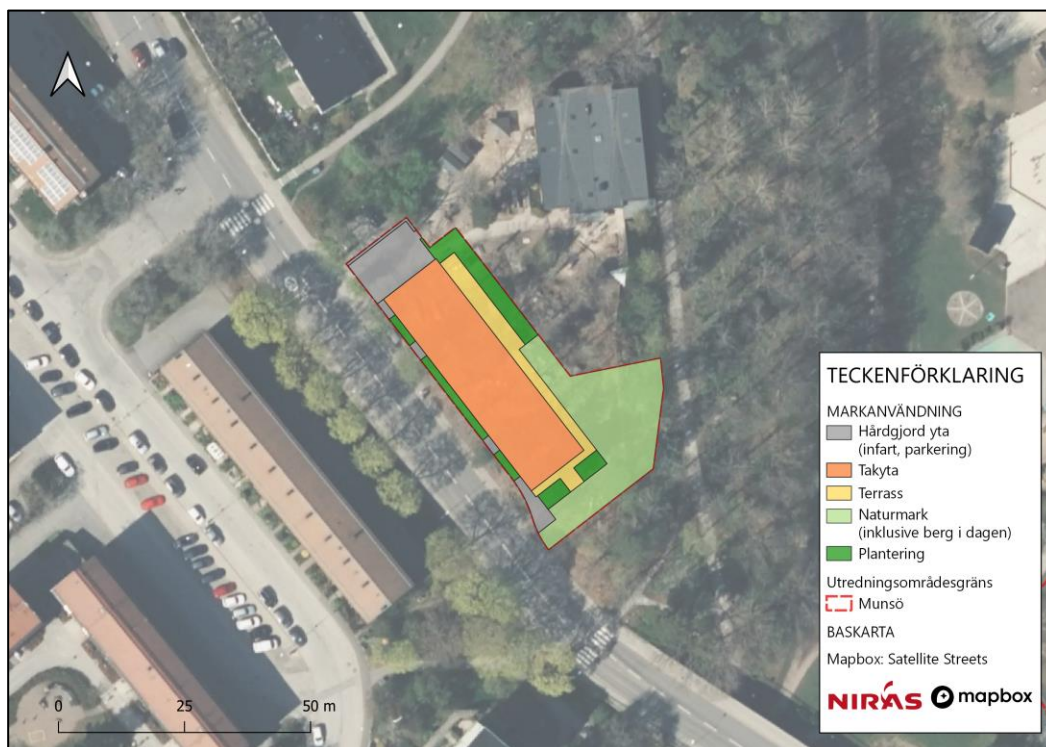 TECKENFÖRKLARING
MARKANVÄNDNING
Hårdgjord yta
(infart, parkering)
Takyta
Terrass
Naturmark
(inklusive berg i dagen)
Plantering
Utredningsområdesgräns
Munsö
BASKARTA
Mapbox: Satellite Streets
NIRÁS mapbox
0 25 50 m